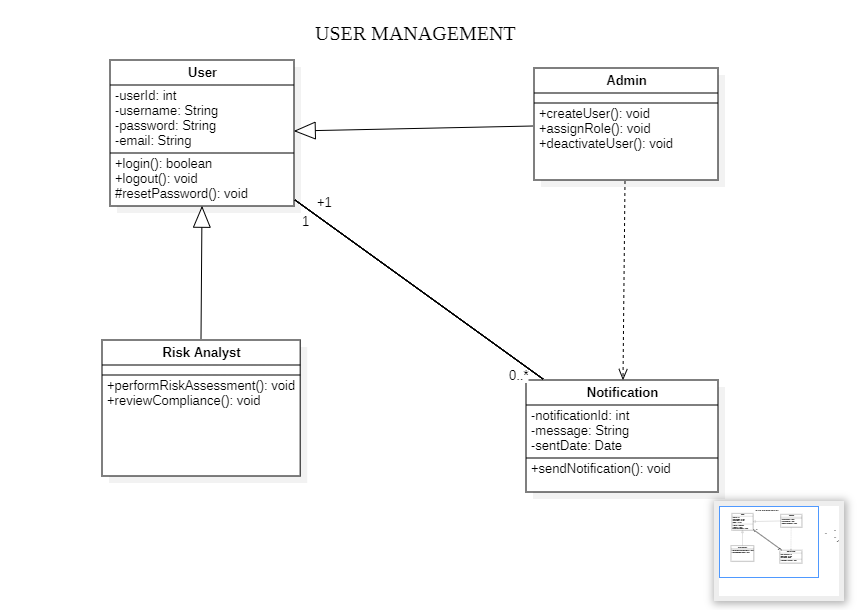 USER MANAGEMENT
User
-userId: int
-username: String
-password: String
-email: String
+login(): boolean
+logout(): void
#resetPassword(): void
Admin
+createUser(): void
+assignRole(): void
+deactivateUser(): void
+1
1
0..*
Risk Analyst
+performRiskAssessment(): void
+reviewCompliance(): void
Notification
-notificationId: int
-message: String
-sentDate: Date
+sendNotification(): void